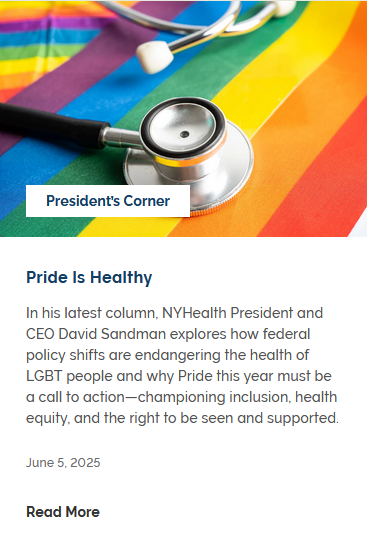 President's Corner
Pride Is Healthy
In his latest column, NYHealth President and
CEO David Sandman explores how federal
policy shifts are endangering the health of
LGBT people and why Pride this year must be
a call to action—championing inclusion, health
equity, and the right to be seen and supported.
June 5, 2025
Read More